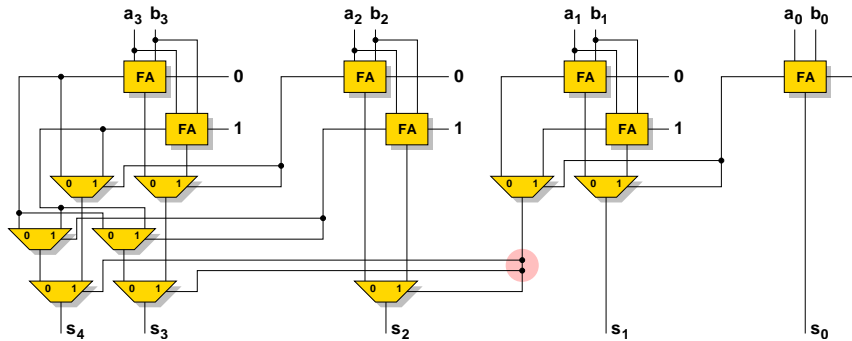 a3 b3 a2 b2 a1 b1 a0 b0
FA 0 FA 0 FA 0 FA
FA 1 FA 1 FA 1
0 1 0 1 0 1 0 1
0 1 0 1
0 1 0 1 0 1
s4 s3 s2 s1 s0